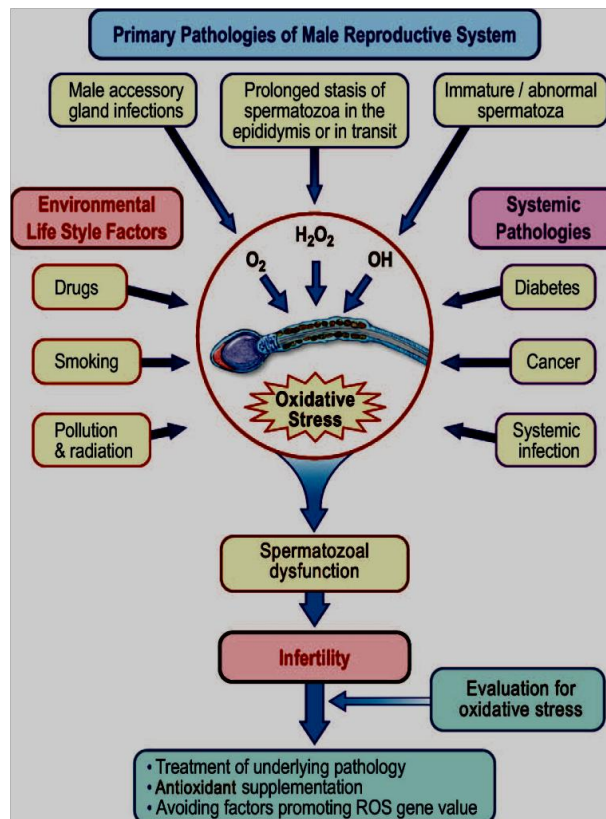 Primary Pathologies of Male Reproductive System
Male accessory
gland infections
Prolonged stasis of
spermatozoa in the
epididymis or in transit
Immature / abnormal
spermatoza
Environmental
Life Style Factors
Systemic
Pathologies
H2O2
O2
OH
Drugs
Diabetes
Smoking
Cancer
Oxidative
Stress
Pollution
& radiation
Systemic
infection
Spermatozoal
dysfunction
Infertility
Evaluation for
oxidative stress
• Treatment of underlying pathology
• Antioxidant supplementation
• Avoiding factors promoting ROS gene value